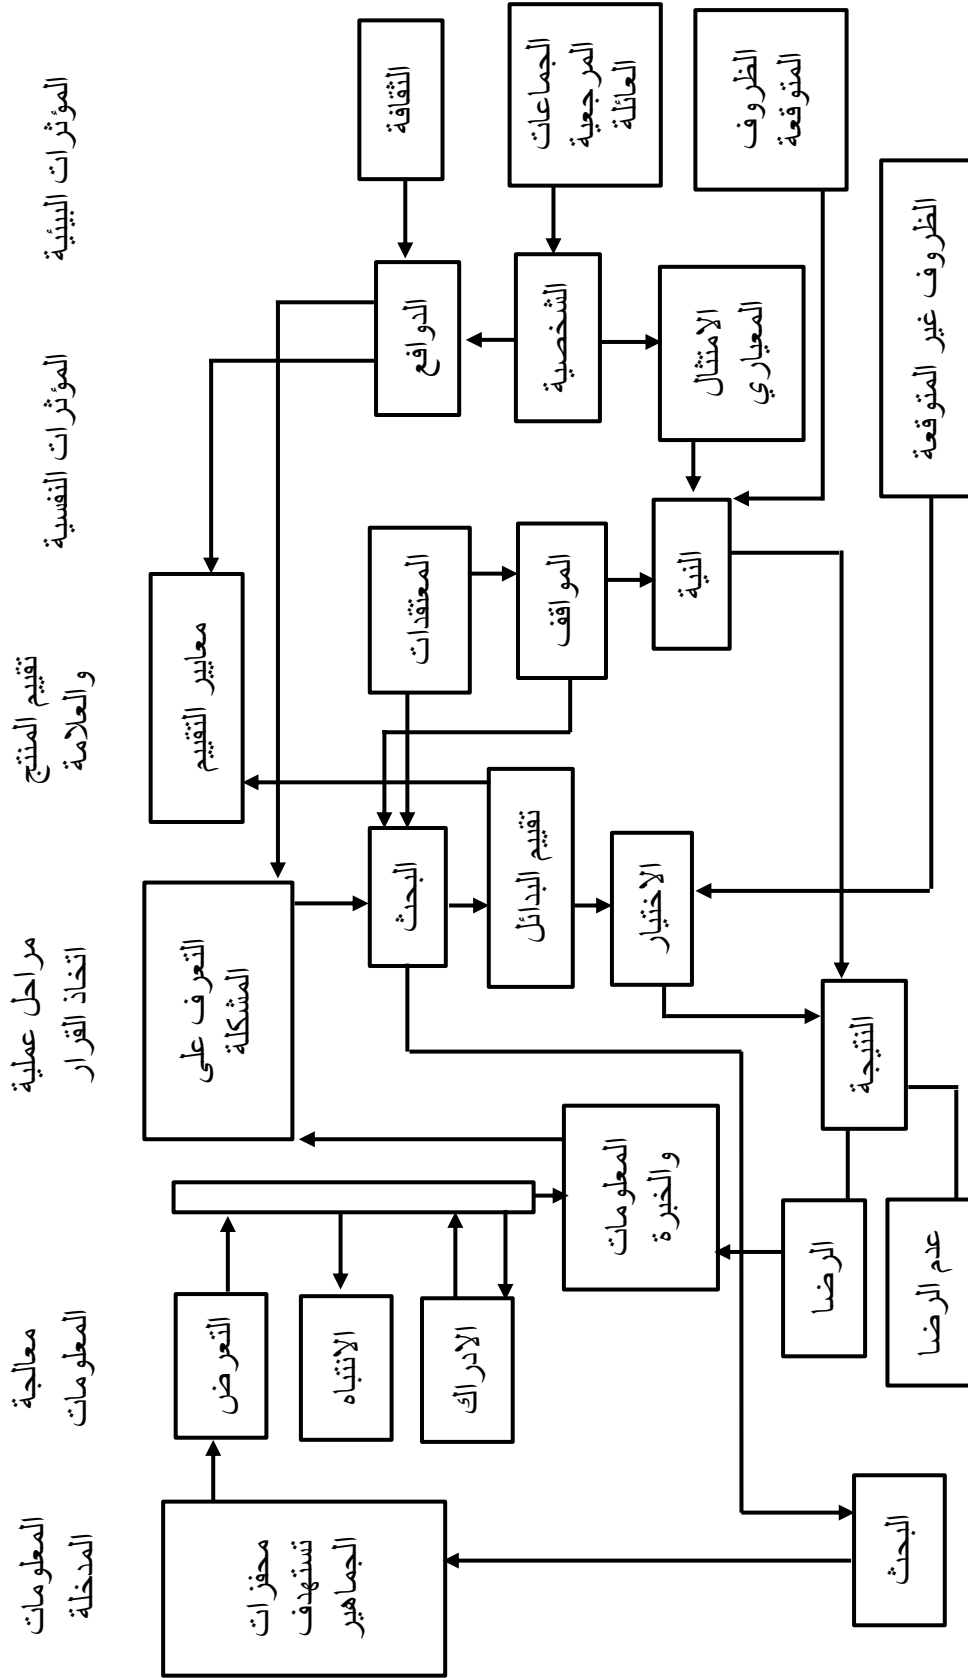 المعلومات
المدخلة
معالجة
المعلومات
مراحل عملية
اتخاذ القرار
تقييم المنتج
والعلامة
المؤثرات النفسية
المؤثرات البيئية
محفزات
تستهدف
الجماهير
البحث
التعرض
الانتباه
الادراك
المعلومات
والخبرة
الرضا
عدم الرضا
التعرف على
المشكلة
البحث
تقييم البدائل
الاختيار
النتيجة
معايير التقييم
المعتقدات
المواقف
النية
الدوافع
الشخصية
الامتثال
المعياري
الثقافة
الجماعات
المرجعية
العائلة
الظروف
المتوقعة
الظروف غير المتوقعة